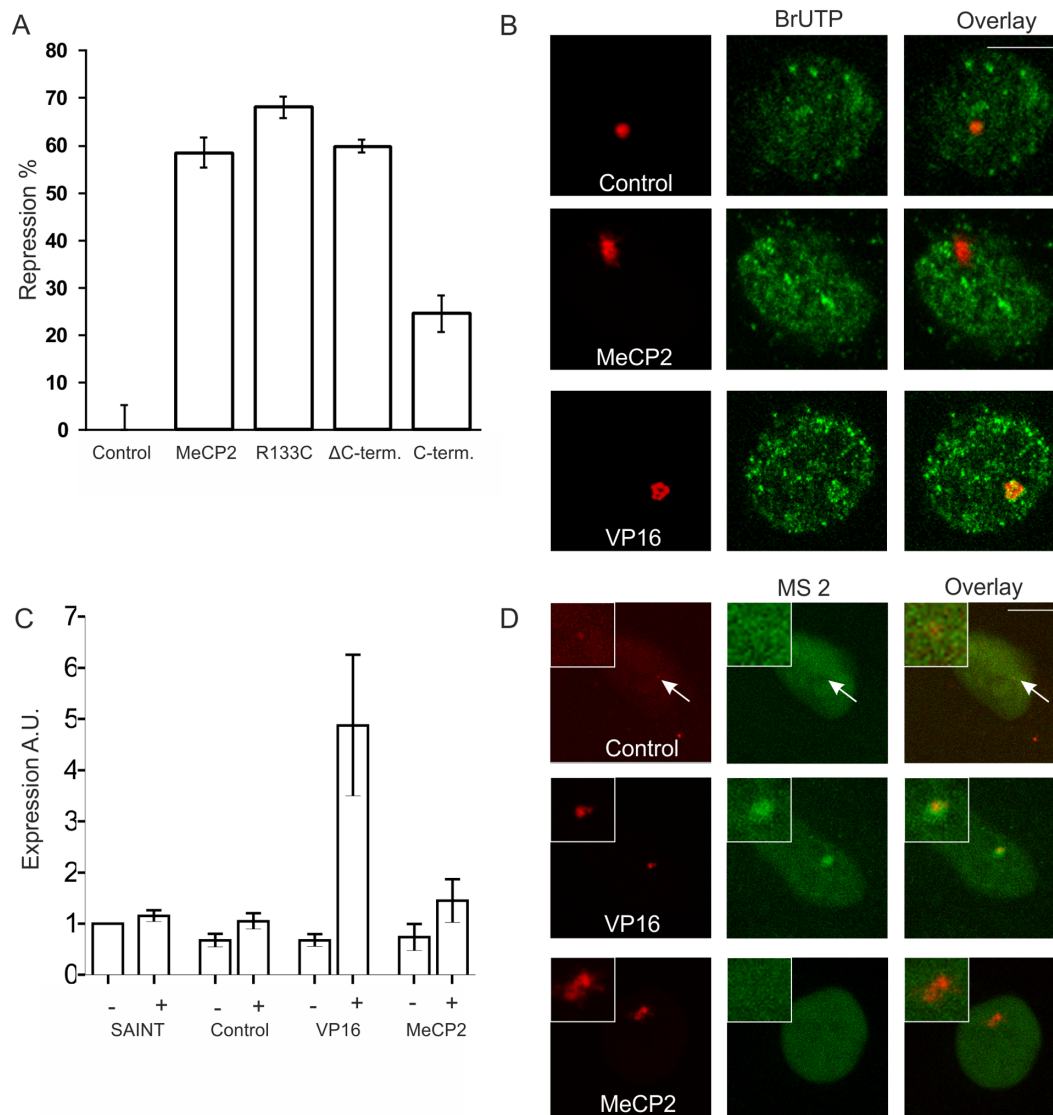 A
80
70
60
50
40
30
20
10
0
Repression %
Control MeCP2 R133C ΔC-term. C-term.
B
BrUTP Overlay
Control
MeCP2
VP16
C
7
6
5
4
3
2
1
0
Expression A.U.
- + - + - + - +
SAINT Control VP16 MeCP2
D
MS 2 Overlay
Control
VP16
MeCP2